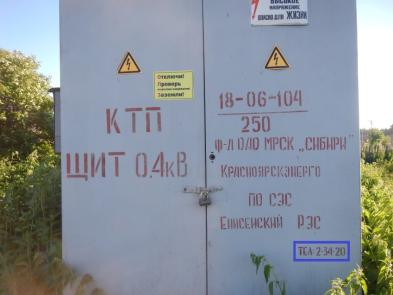 ВЫСОКОЕ
НАПРЯЖЕНИЕ
ОПАСНО ДЛЯ ЖИЗНИ
Отключи!
Проверь
Заземли!
КТП
ЩИТ 0.4кВ
18-06-104
250
Ф-Л ОАО МРСК „СИБИРИ"
Красноярскэнерго
ПО СЭС
Енисейский РЭС
ТЕЛ 2-34-20